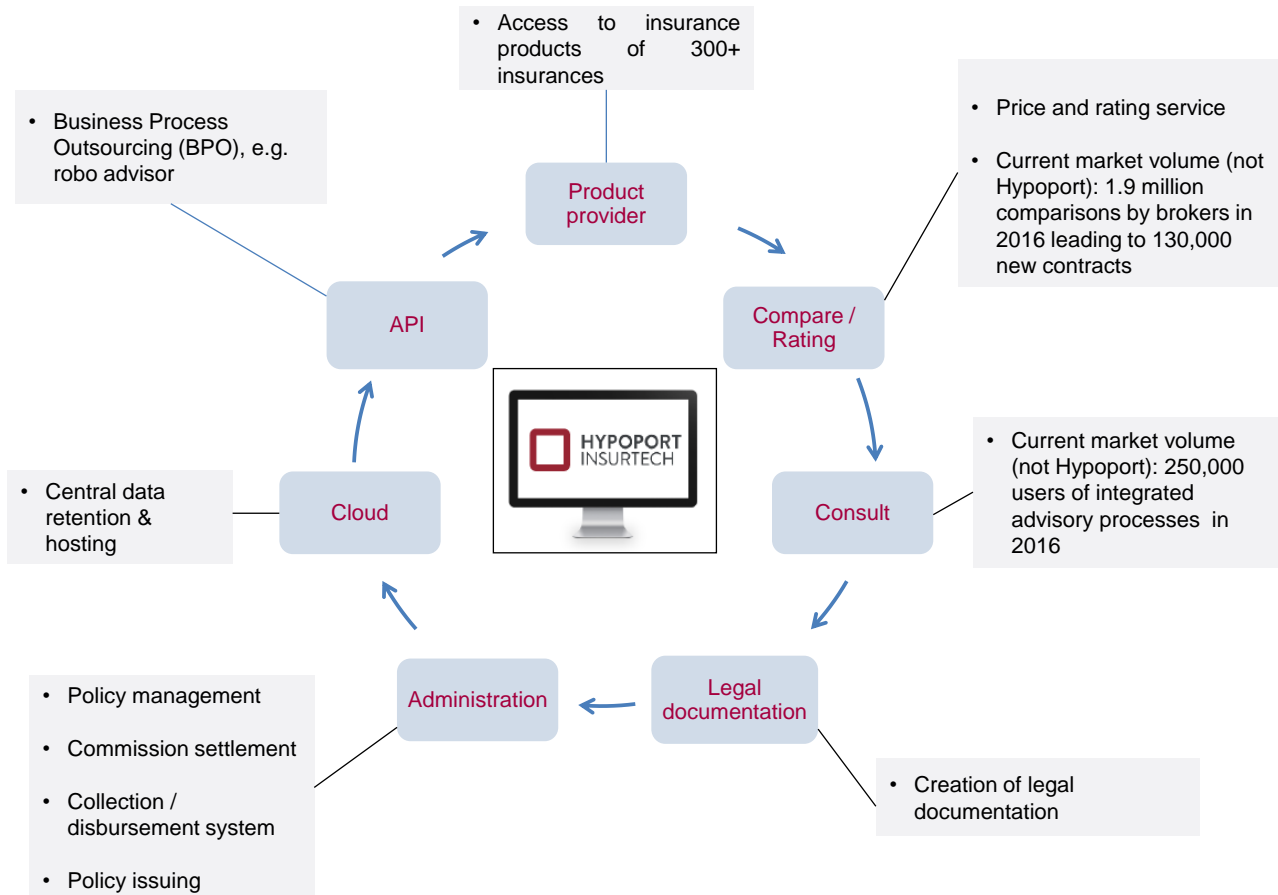 • Access to insurance
products of 300+
insurances
• Business Process
Outsourcing (BPO), e.g.
robo advisor
• Price and rating service
• Current market volume (not
Hypoport): 1.9 million
comparisons by brokers in
2016 leading to 130,000
new contracts
Product
provider
API
Compare /
Rating
HYPOPORT
INSURTECH
• Central data
retention &
hosting
Cloud
Consult
• Current market volume
(not Hypoport): 250,000
users of integrated
advisory processes in
2016
Administration
Legal
documentation
• Policy management
• Commission settlement
• Collection /
disbursement system
• Policy issuing
• Creation of legal
documentation